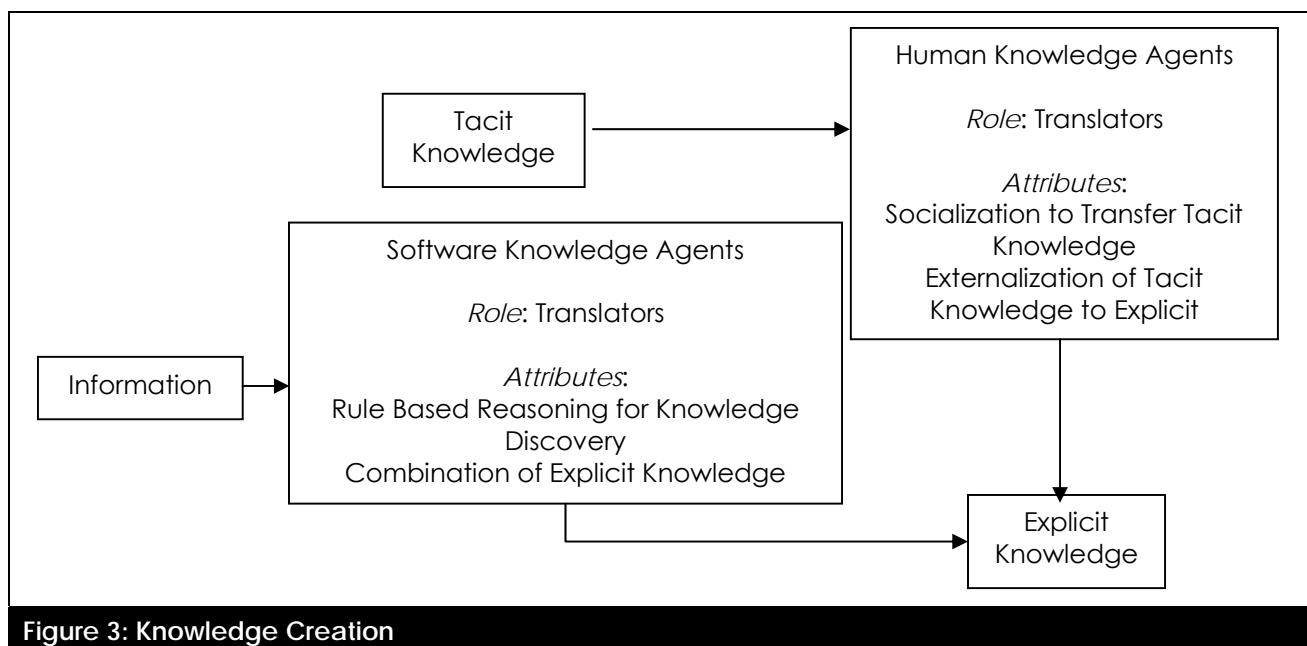 Tacit
Knowledge
Human Knowledge Agents
Role: Translators
Attributes:
Socialization to Transfer Tacit
Knowledge
Externalization of Tacit
Knowledge to Explicit
Information
Software Knowledge Agents
Role: Translators
Attributes:
Rule Based Reasoning for Knowledge
Discovery
Combination of Explicit Knowledge
Explicit
Knowledge
Figure 3: Knowledge Creation